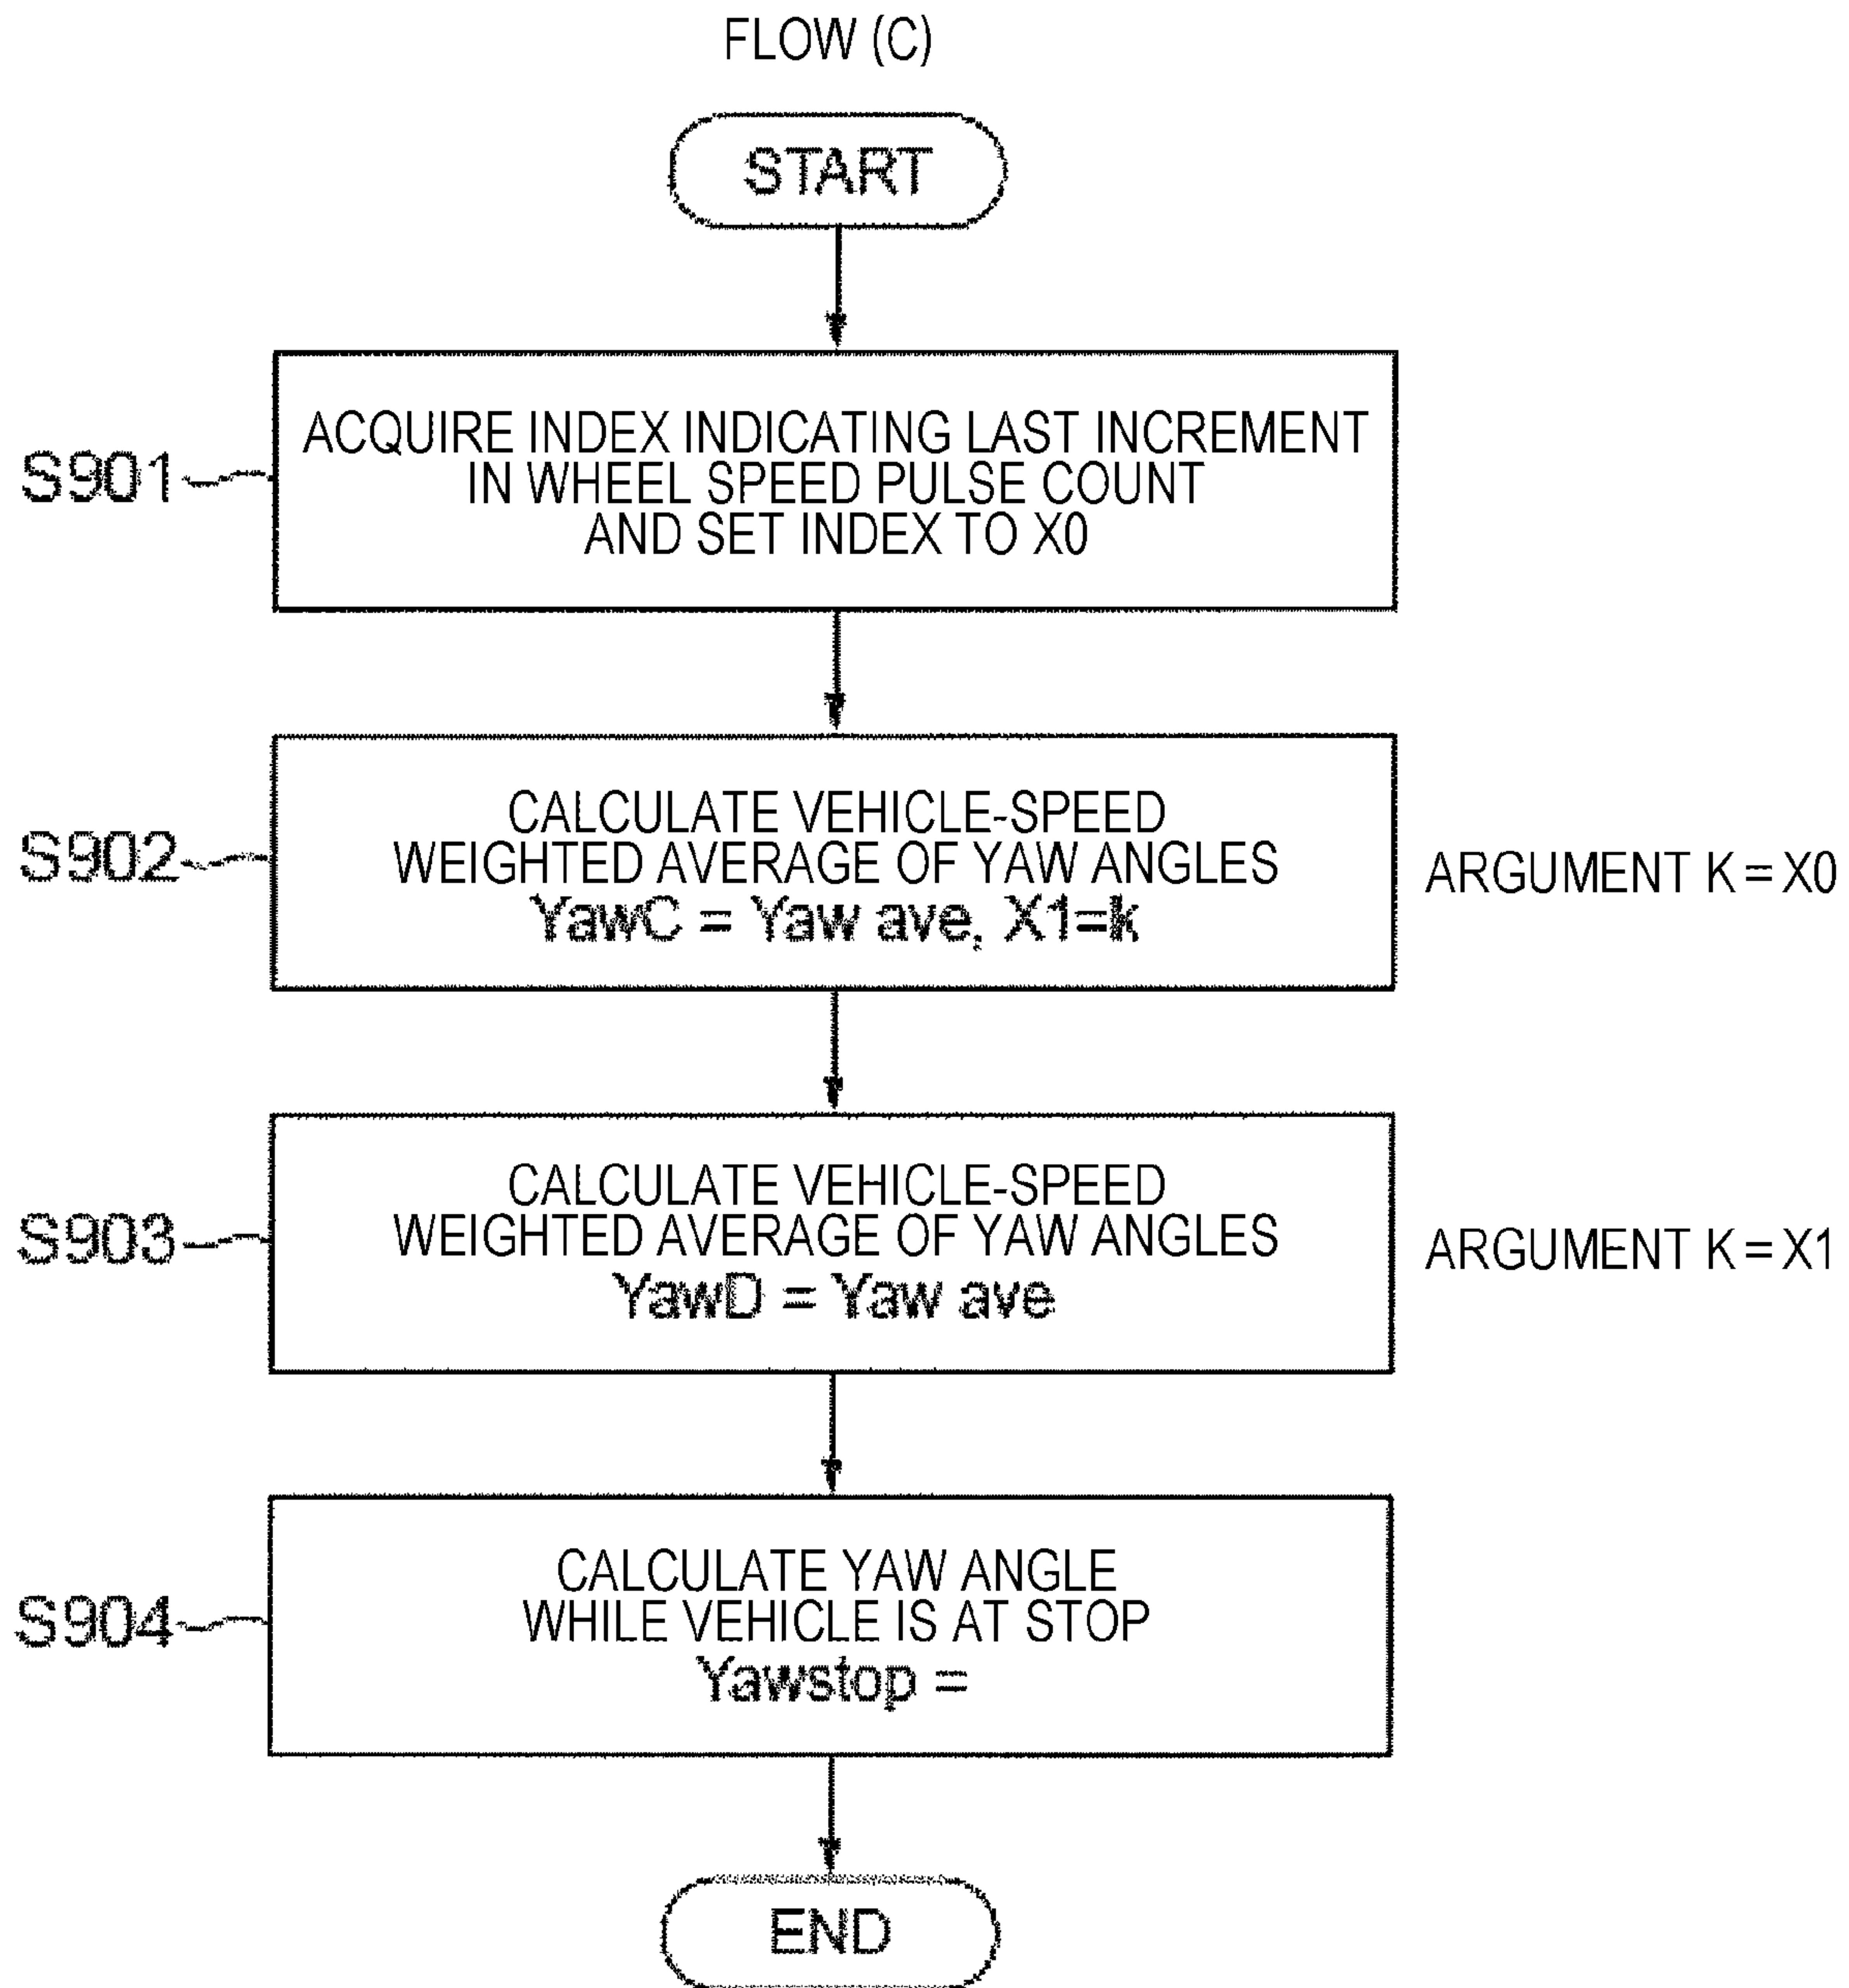 FLOW (C)
START
ACQUIRE INDEX INDICATING LAST INCREMENT
IN WHEEL SPEED PULSE COUNT
AND SET INDEX TO X0
S901
CALCULATE VEHICLE-SPEED
WEIGHTED AVERAGE OF YAW ANGLES
YawC = Yaw ave, X1=k
S902
ARGUMENT K = X0
CALCULATE VEHICLE-SPEED
WEIGHTED AVERAGE OF YAW ANGLES
YawD = Yaw ave
S903
ARGUMENT K = X1
CALCULATE YAW ANGLE
WHILE VEHICLE IS AT STOP
Yawstop =
S904
END